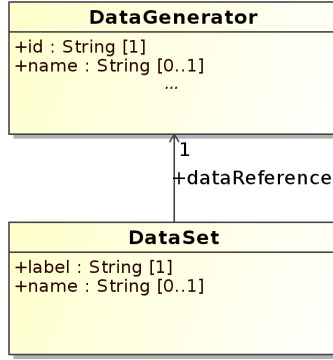 DataGenerator
+id : String [1]
+name : String [0..1]
...
1
+dataReference
DataSet
+label : String [1]
+name : String [0..1]